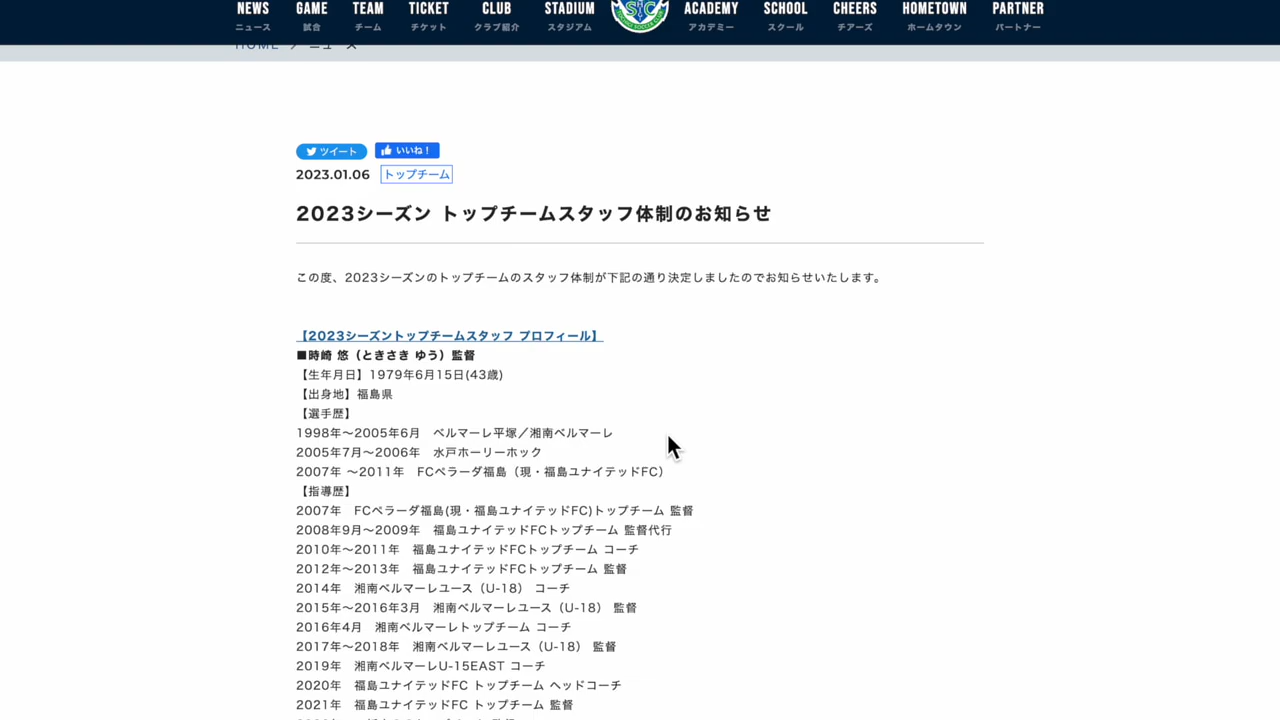 NEWS GAME TEAM TICKET CLUB STADIUM ACADEMY SCHOOL CHEERS HOMETOWN PARTNER
ニュース 試合 チーム チケット クラブ紹介 スタジアム アカデミー スクール チアーズ ホームタウン パートナー
HOME / ニュース
ツイート いいね！
2023.01.06 トップチーム
2023シーズン トップチームスタッフ体制のお知らせ
この度、2023シーズンのトップチームのスタッフ体制が下記の通り決定しましたのでお知らせいたします。
【2023シーズントップチームスタッフ プロフィール】
■時崎 悠（ときさき ゆう）監督
【生年月日】1979年6月15日(43歳)
【出身地】福島県
【選手歴】
1998年〜2005年6月　ベルマーレ平塚／湘南ベルマーレ
2005年7月〜2006年　水戸ホーリーホック
2007年 〜2011年　FCペラーダ福島（現・福島ユナイテッドFC）
【指導歴】
2007年　FCペラーダ福島(現・福島ユナイテッドFC)トップチーム 監督
2008年9月〜2009年　福島ユナイテッドFCトップチーム 監督代行
2010年〜2011年　福島ユナイテッドFCトップチーム コーチ
2012年〜2013年　福島ユナイテッドFCトップチーム 監督
2014年　湘南ベルマーレユース（U-18） コーチ
2015年〜2016年3月　湘南ベルマーレユース（U-18） 監督
2016年4月　湘南ベルマーレトップチーム コーチ
2017年〜2018年　湘南ベルマーレユース（U-18） 監督
2019年　湘南ベルマーレU-15EAST コーチ
2020年　福島ユナイテッドFC トップチーム ヘッドコーチ
2021年　福島ユナイテッドFC トップチーム 監督